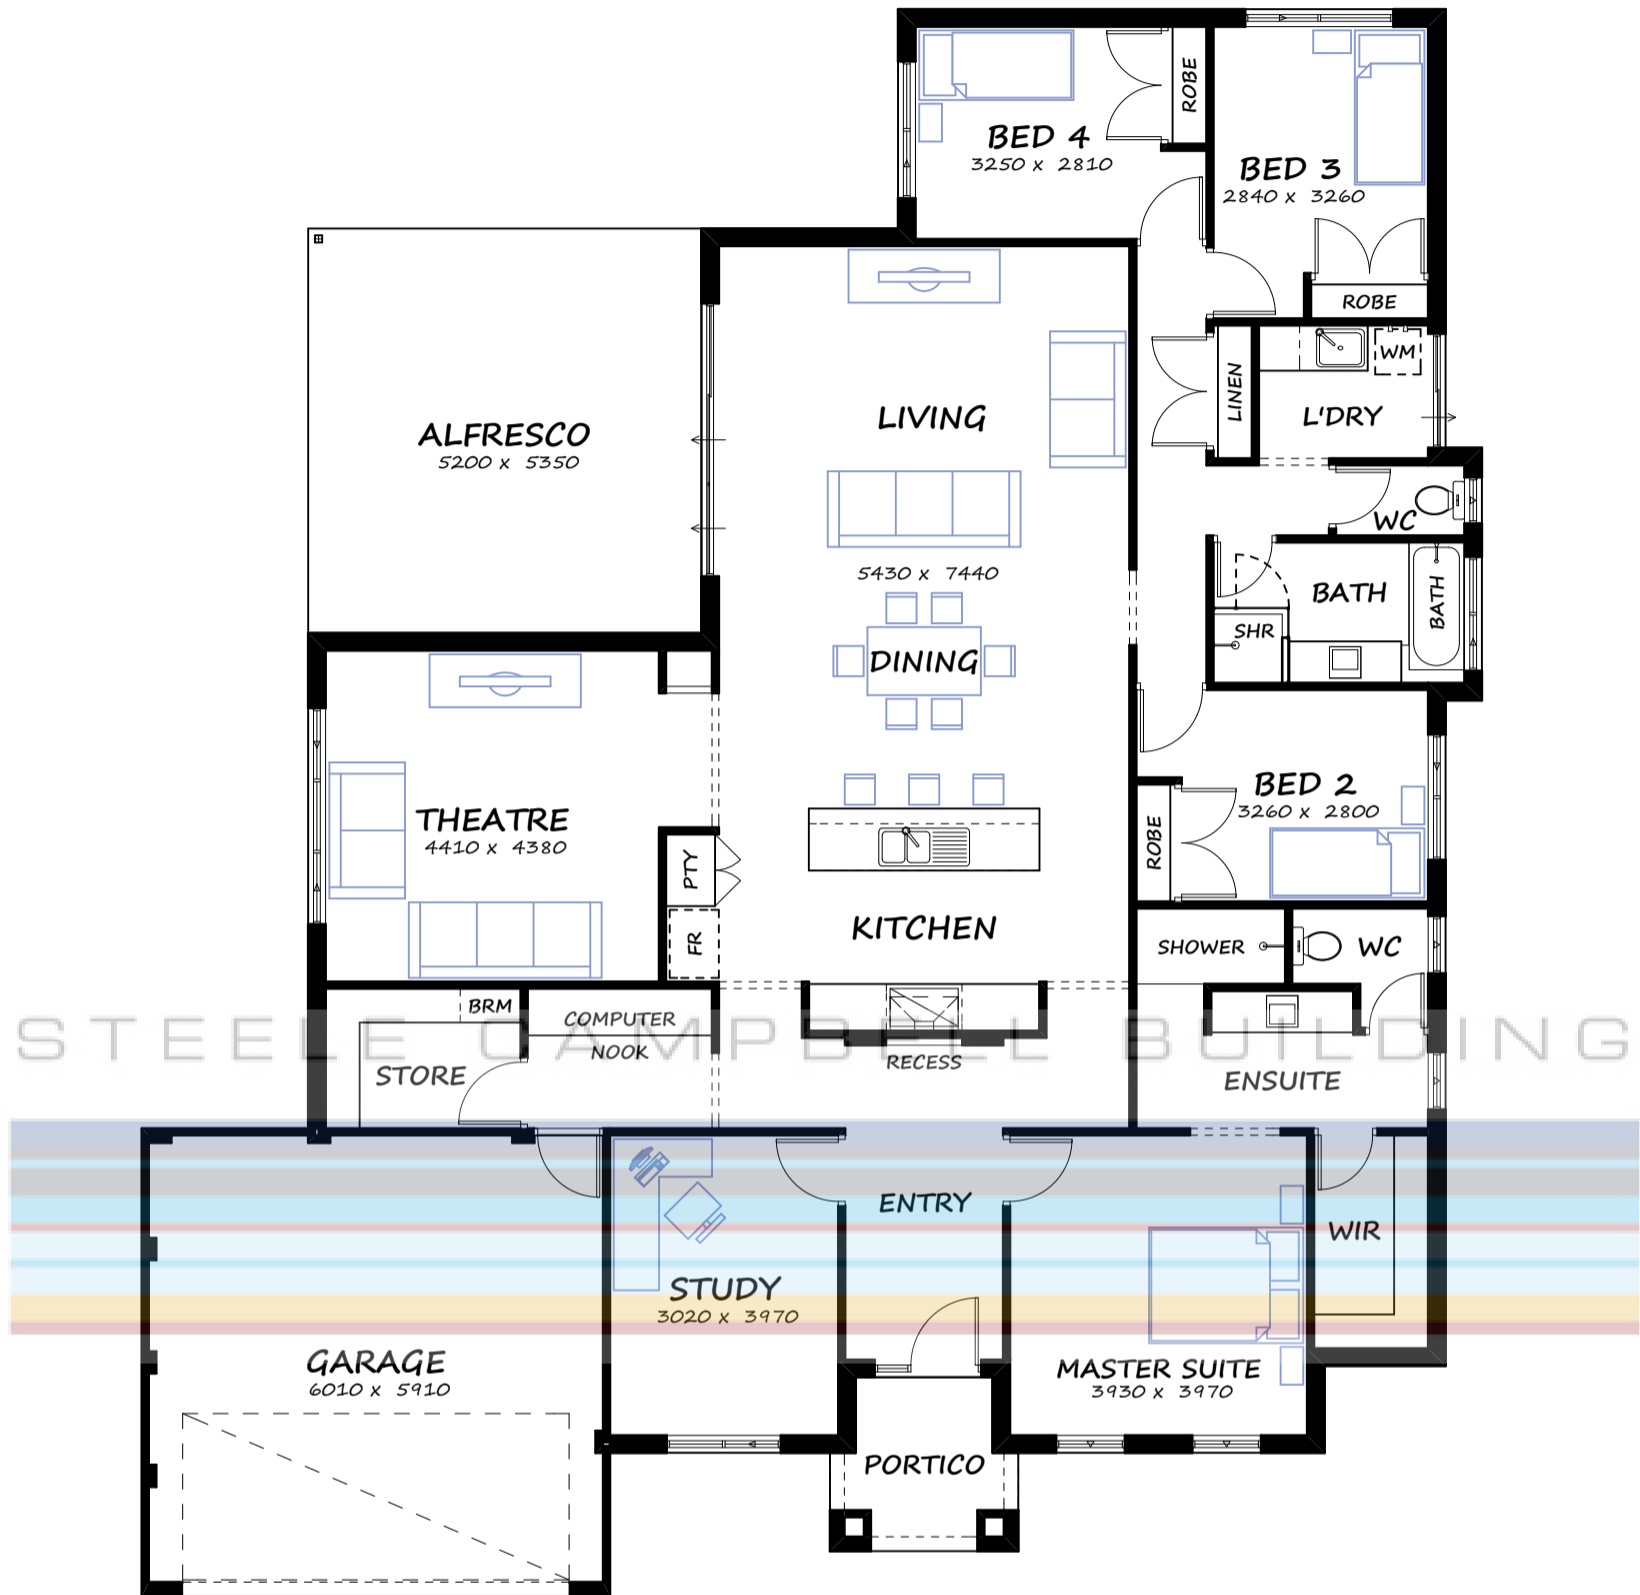 ROBE
BED 4
3250 x 2810
BED 3
2840 x 3260
ROBE
WM
LINEN
L'DRY
LIVING
ALFRESCO
5200 x 5350
WC
5430 x 7440
BATH
BATH
SHR
DINING
BED 2
3260 x 2800
THEATRE
4410 x 4380
ROBE
PTY
KITCHEN
FR
SHOWER
WC
BRM
COMPUTER
NOOK
STEELE CAMPBELL BUILDING
RECESS
STORE
ENSUITE
ENTRY
WIR
STUDY
3020 x 3970
GARAGE
6010 x 5910
MASTER SUITE
3930 x 3970
PORTICO